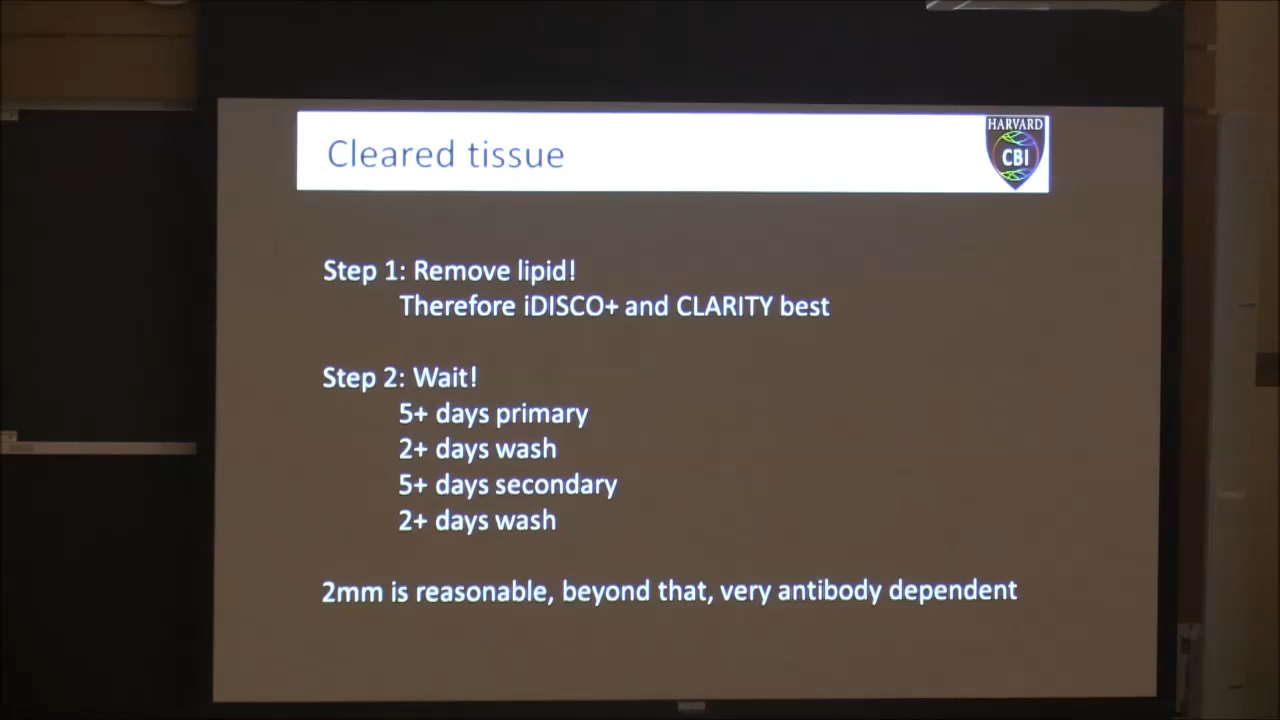 Cleared tissue
HARVARD
CBI
Step 1: Remove lipid!
Therefore iDISCO+ and CLARITY best
Step 2: Wait!
5+ days primary
2+ days wash
5+ days secondary
2+ days wash
2mm is reasonable, beyond that, very antibody dependent